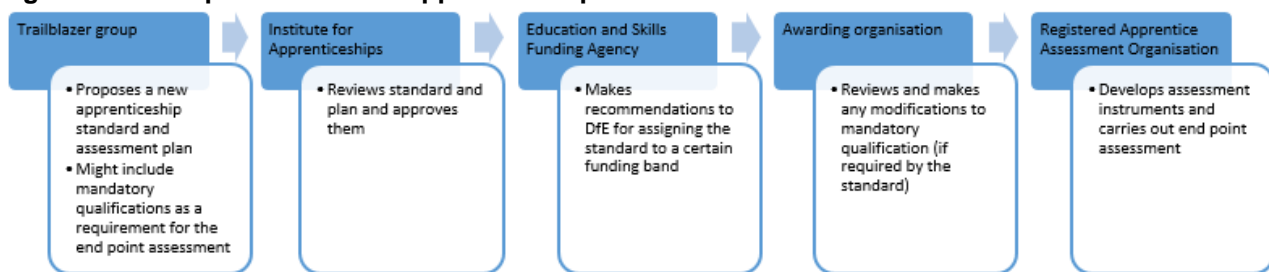 Trailblazer group
• Proposes a new
apprenticeship
standard and
assessment plan
• Might include
mandatory
qualifications as a
requirement for the
end point assessment
Institute for
Apprenticeships
• Reviews standard and
plan and approves
them
Education and Skills
Funding Agency
• Makes
recommendations to
DfE for assigning the
standard to a certain
funding band
Awarding organisation
• Reviews and makes
any modifications to
mandatory
qualification (if
required by the
standard)
Registered Apprentice
Assessment Organisation
• Develops assessment
instruments and
carries out end point
assessment